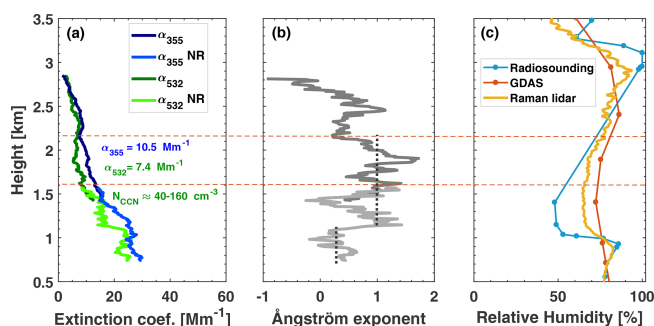 (a)
α355
α355 NR
α532
α532 NR
α355 = 10.5 Mm⁻¹
α532 = 7.4 Mm⁻¹
NCCN ≈ 40-160 cm⁻³
Height [km]
3.5
3
2.5
2
1.5
1
0.5
0 20 40 60
Extinction coef. [Mm⁻¹]
(b)
-1 0 1 2
Ångström exponent
(c)
Radiosounding
GDAS
Raman lidar
0 50 100
Relative Humidity [%]